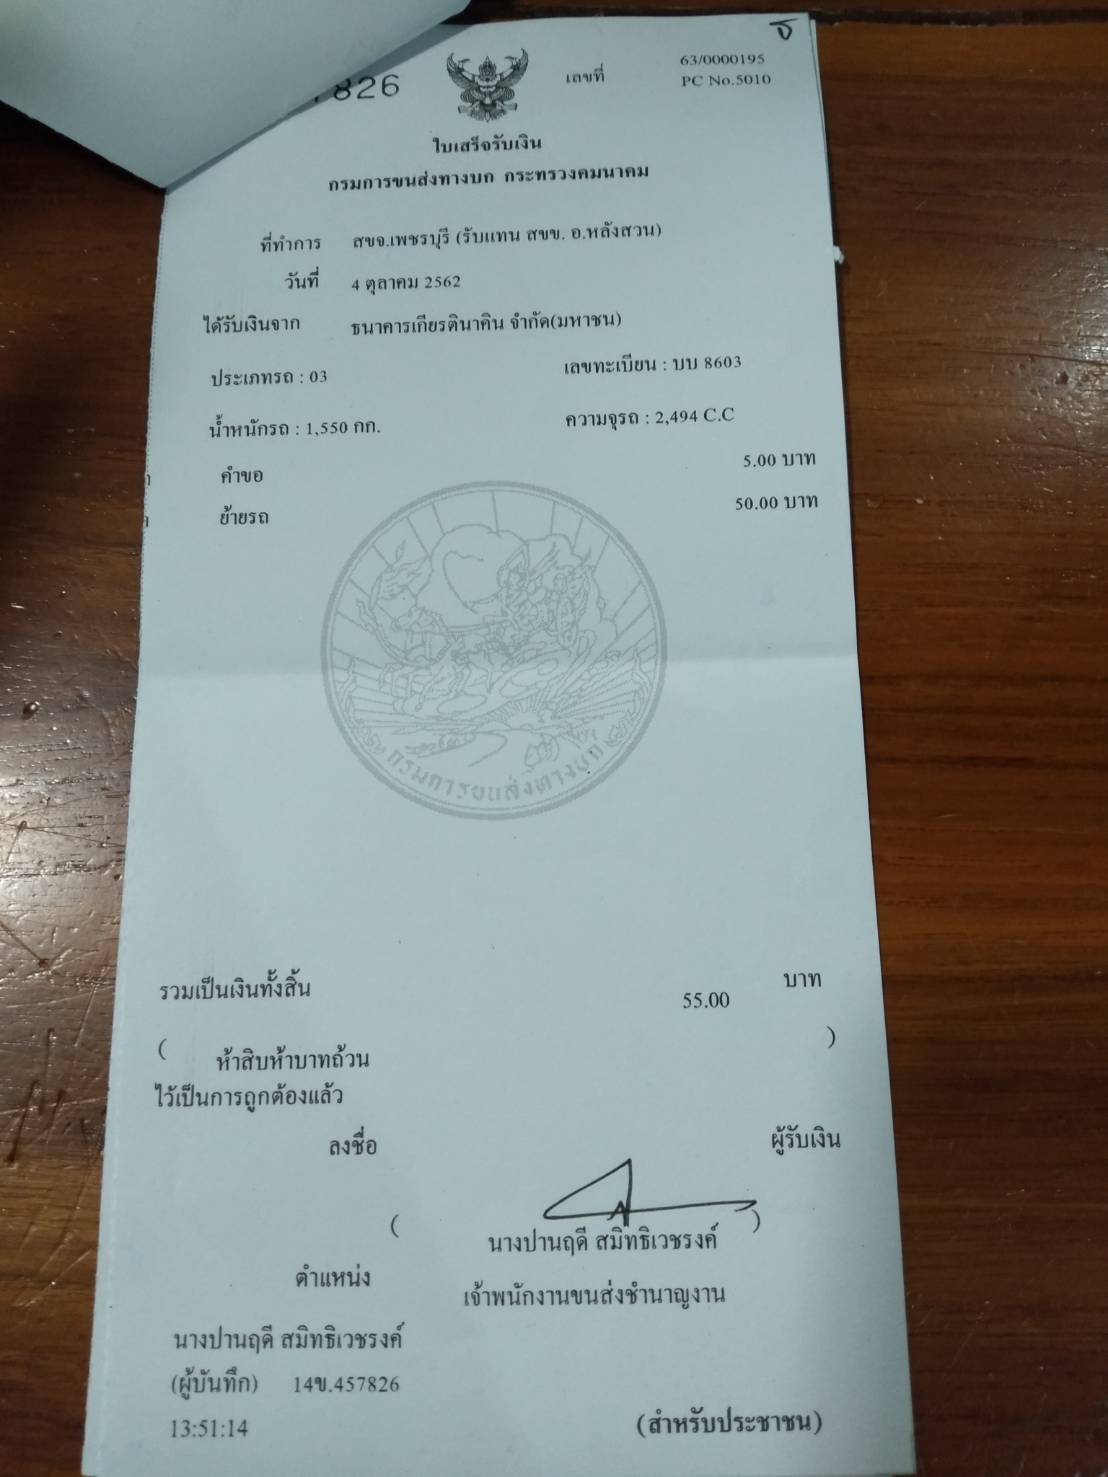 826
เลขที่ 63/0000195
PC No.5010
ใบเสร็จรับเงิน
กรมการขนส่งทางบก กระทรวงคมนาคม
ที่ทำการ สขจ.เพชรบุรี (รับแทน สขข. อ.หลังสวน)
วันที่ 4 ตุลาคม 2562
ได้รับเงินจาก ธนาคารเกียรตินาคิน จำกัด(มหาชน)
ประเภทรถ : 03 เลขทะเบียน : บบ 8603
น้ำหนักรถ : 1,550 กก. ความจุรถ : 2,494 C.C
คำขอ 5.00 บาท
ย้ายรถ 50.00 บาท
กรมการขนส่งทางบก
รวมเป็นเงินทั้งสิ้น 55.00 บาท
( ห้าสิบห้าบาทถ้วน )
ไว้เป็นการถูกต้องแล้ว
ลงชื่อ ผู้รับเงิน
( นางปานฤดี สมิทธิเวชรงค์ )
ตำแหน่ง เจ้าพนักงานขนส่งชำนาญงาน
นางปานฤดี สมิทธิเวชรงค์
(ผู้บันทึก) 14ข.457826
13:51:14 (สำหรับประชาชน)